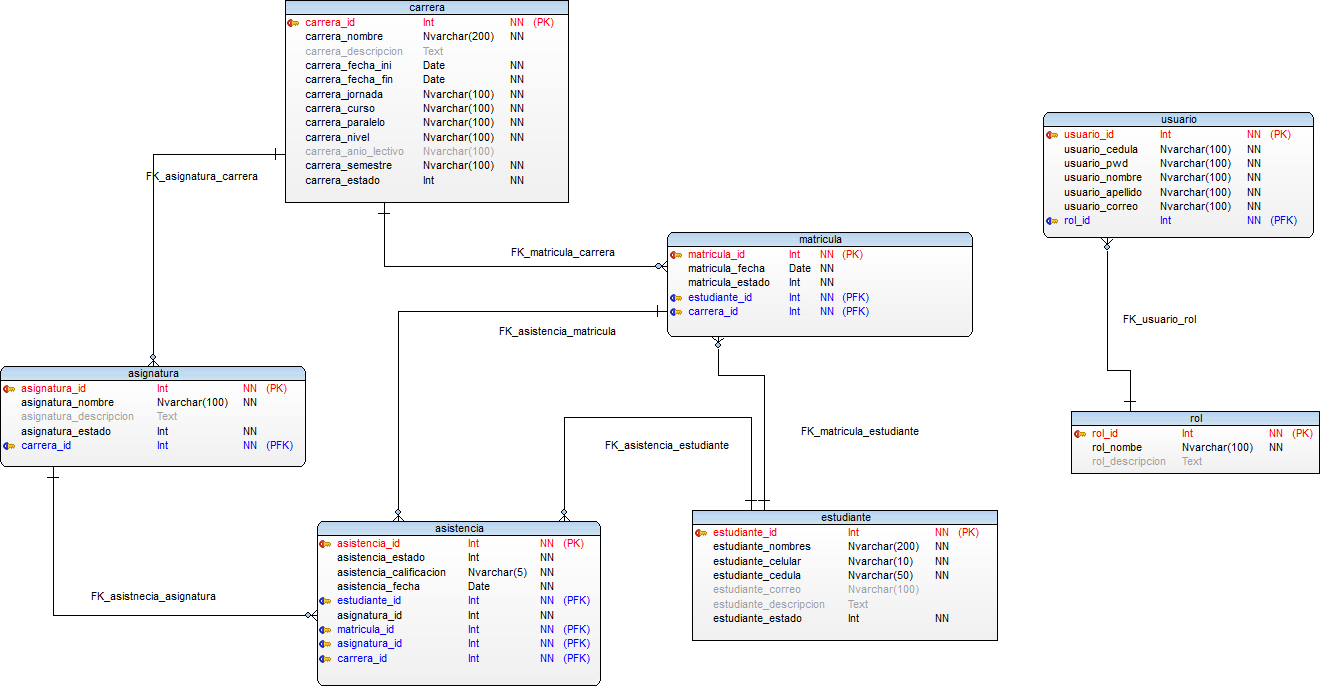 carrera
carrera_id Int NN (PK)
carrera_nombre Nvarchar(200) NN
carrera_descripcion Text
carrera_fecha_ini Date NN
carrera_fecha_fin Date NN
carrera_jornada Nvarchar(100) NN
carrera_curso Nvarchar(100) NN
carrera_paralelo Nvarchar(100) NN
carrera_nivel Nvarchar(100) NN
carrera_anio_lectivo Nvarchar(100)
carrera_semestre Nvarchar(100) NN
carrera_estado Int NN
usuario
usuario_id Int NN (PK)
usuario_cedula Nvarchar(100) NN
usuario_pwd Nvarchar(100) NN
usuario_nombre Nvarchar(100) NN
usuario_apellido Nvarchar(100) NN
usuario_correo Nvarchar(100) NN
rol_id Int NN (PFK)
FK_asignatura_carrera
FK_matricula_carrera
matricula
matricula_id Int NN (PK)
matricula_fecha Date NN
matricula_estado Int NN
estudiante_id Int NN (PFK)
carrera_id Int NN (PFK)
FK_asistencia_matricula
FK_usuario_rol
asignatura
asignatura_id Int NN (PK)
asignatura_nombre Nvarchar(100) NN
asignatura_descripcion Text
asignatura_estado Int NN
carrera_id Int NN (PFK)
FK_asistencia_estudiante
FK_matricula_estudiante
rol
rol_id Int NN (PK)
rol_nombe Nvarchar(100) NN
rol_descripcion Text
asistencia
asistencia_id Int NN (PK)
asistencia_estado Int NN
asistencia_calificacion Nvarchar(5) NN
asistencia_fecha Date NN
estudiante_id Int NN (PFK)
asignatura_id Int NN
matricula_id Int NN (PFK)
asignatura_id Int NN (PFK)
carrera_id Int NN (PFK)
estudiante
estudiante_id Int NN (PK)
estudiante_nombres Nvarchar(200) NN
estudiante_celular Nvarchar(10) NN
estudiante_cedula Nvarchar(50) NN
estudiante_correo Nvarchar(100)
estudiante_descripcion Text
estudiante_estado Int NN
FK_asistnecia_asignatura